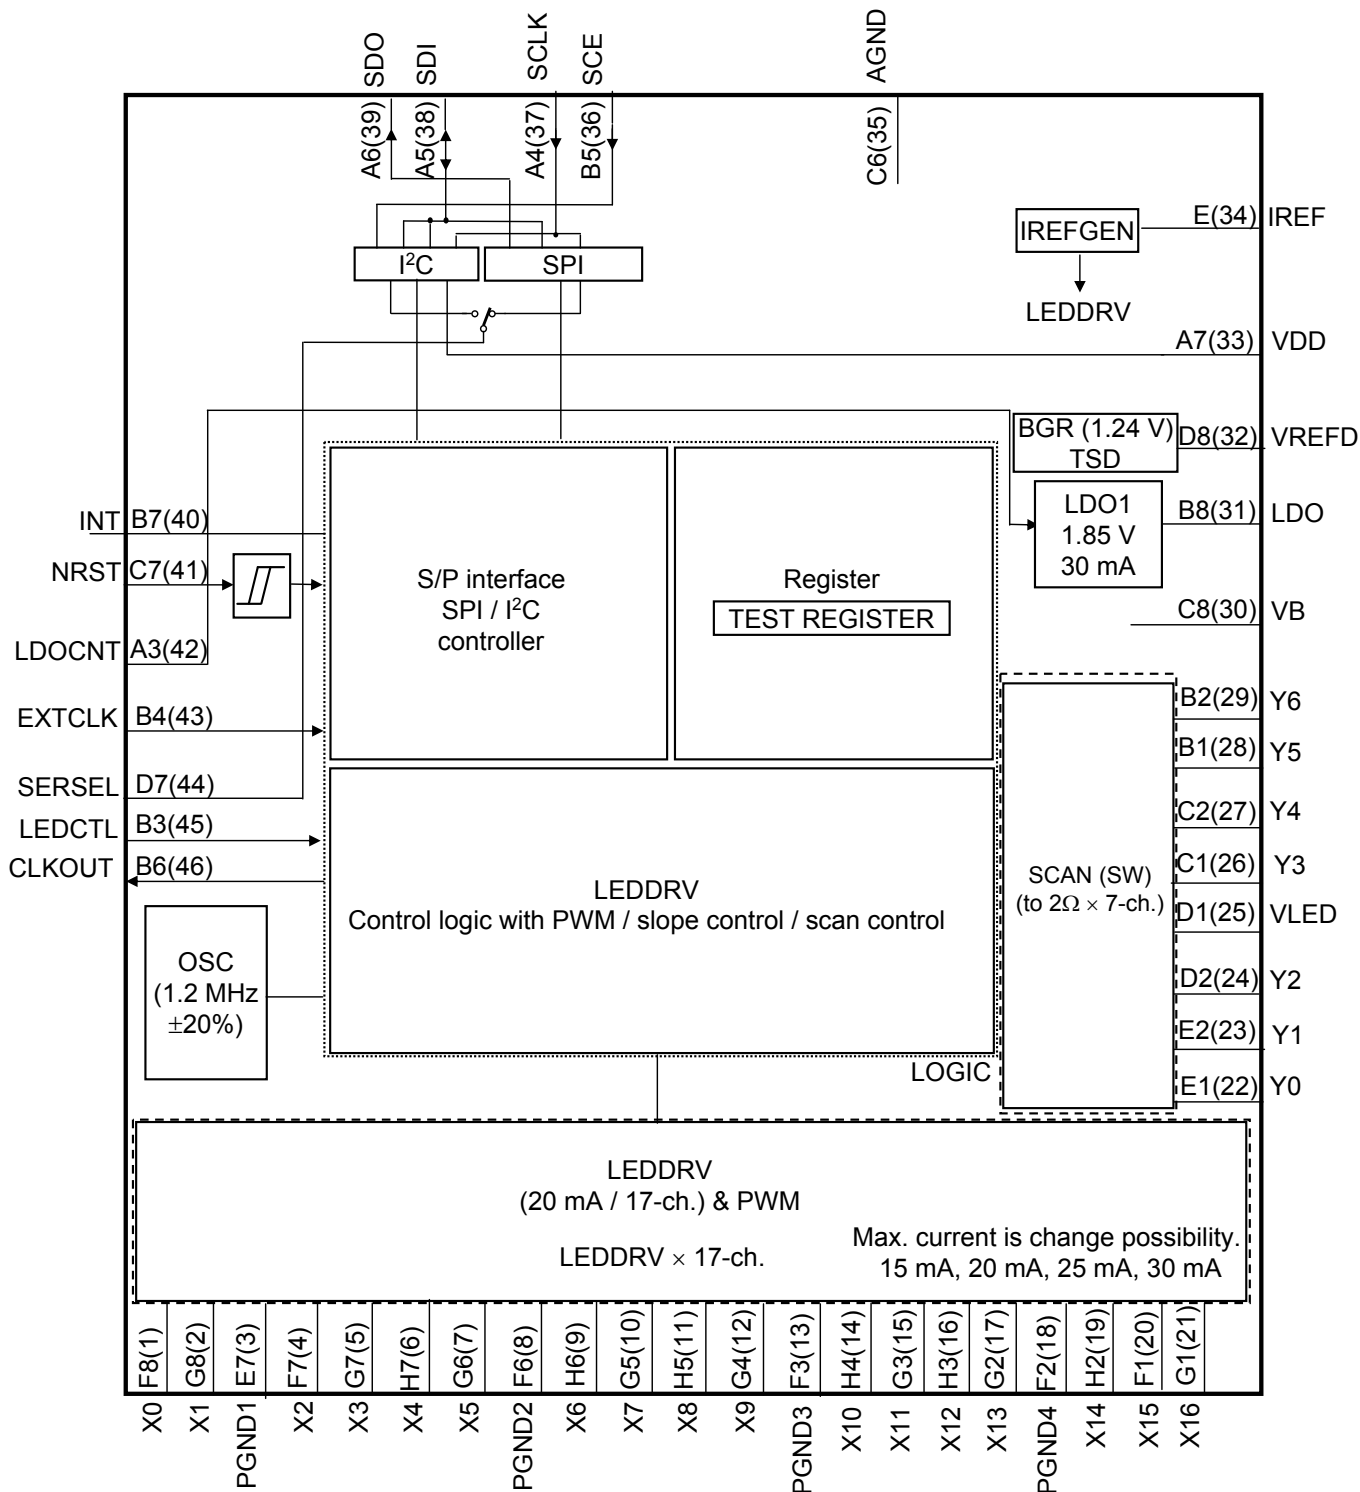 SDO
SDI
SCLK
SCE
AGND
A6(39)
A5(38)
A4(37)
B5(36)
C6(35)
IREFGEN
E(34) IREF
I²C
SPI
LEDDRV
A7(33) VDD
BGR (1.24 V)
TSD
D8(32) VREFD
LDO1
1.85 V
30 mA
B8(31) LDO
INT B7(40)
NRST C7(41)
S/P interface
SPI / I²C
controller
Register
TEST REGISTER
C8(30) VB
LDOCNT A3(42)
EXTCLK B4(43)
SERSEL D7(44)
LEDCTL B3(45)
CLKOUT B6(46)
B2(29) Y6
B1(28) Y5
C2(27) Y4
C1(26) Y3
D1(25) VLED
D2(24) Y2
E2(23) Y1
E1(22) Y0
SCAN (SW)
(to 2Ω × 7-ch.)
LEDDRV
Control logic with PWM / slope control / scan control
OSC
(1.2 MHz
±20%)
LOGIC
LEDDRV
(20 mA / 17-ch.) & PWM
LEDDRV × 17-ch.
Max. current is change possibility.
15 mA, 20 mA, 25 mA, 30 mA
F8(1)
G8(2)
E7(3)
F7(4)
G7(5)
H7(6)
G6(7)
F6(8)
H6(9)
G5(10)
H5(11)
G4(12)
F3(13)
H4(14)
G3(15)
H3(16)
G2(17)
F2(18)
H2(19)
F1(20)
G1(21)
X0
X1
PGND1
X2
X3
X4
X5
PGND2
X6
X7
X8
X9
PGND3
X10
X11
X12
X13
PGND4
X14
X15
X16